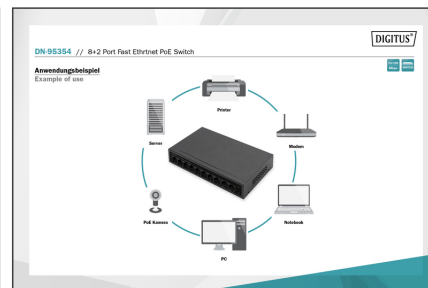 DIGITUS®
DN-95354 // 8+2 Port Fast Ethrtnet PoE Switch
Anwendungsbeispiel
Example of use
Printer
Server
Modem
PoE Kamera
Notebook
PC